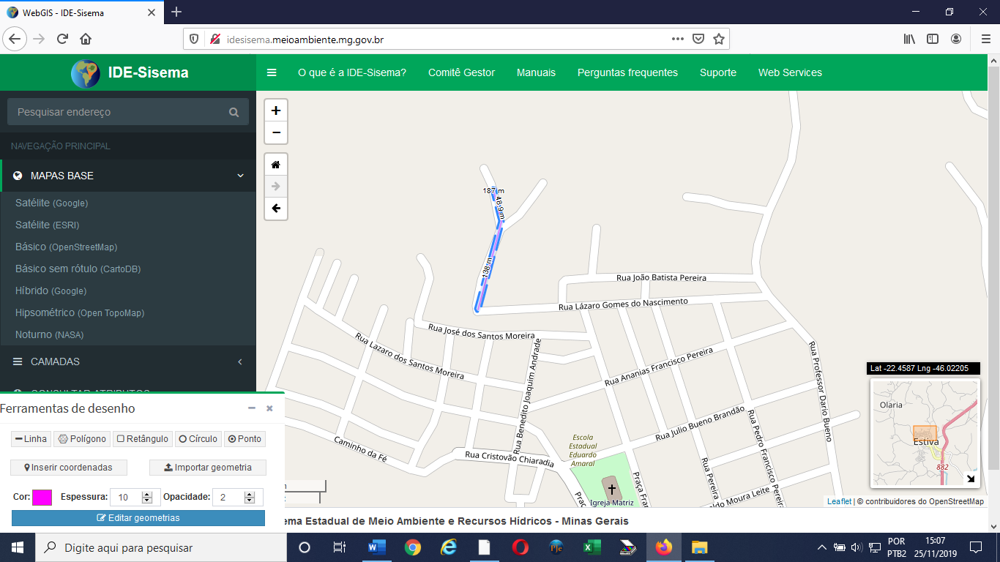 WebGIS - IDE-Sisema
idesisema.meioambiente.mg.gov.br
IDE-Sisema
O que é a IDE-Sisema?
Comitê Gestor
Manuais
Perguntas frequentes
Suporte
Web Services
Pesquisar endereço
NAVEGAÇÃO PRINCIPAL
MAPAS BASE
Satélite (Google)
Satélite (ESRI)
Básico (OpenStreetMap)
Básico sem rótulo (CartoDB)
Híbrido (Google)
Hipsométrico (Open TopoMap)
Noturno (NASA)
CAMADAS
CONSULTAR ATRIBUTOS
Ferramentas de desenho
Linha
Polígono
Retângulo
Círculo
Ponto
Inserir coordenadas
Importar geometria
Cor:
Espessura: 10
Opacidade: 2
Editar geometrias
+
−
187 m
48.9 m
138 m
Rua João Batista Pereira
Rua Lázaro Gomes do Nascimento
Rua José dos Santos Moreira
Rua Lazaro dos Santos Moreira
Rua Benedito Joaquim Andrade
Rua Ananias Francisco Pereira
Rua Professor Dario Bueno
Rua Julio Bueno Brandão
Rua Pedro Francisco Pereira
Rua Pereira
Caminho da Fé
Rua Cristovão Chiaradia
Escola
Estadual
Eduardo
Amaral
Igreja Matriz
Praça Fra
Praç
aldo Moura Leite
Lat -22.4587 Lng -46.02205
Olaria
Estiva
882
Leaflet | © contribuidores do OpenStreetMap
ema Estadual de Meio Ambiente e Recursos Hídricos - Minas Gerais
Digite aqui para pesquisar
POR
PTB2
15:07
25/11/2019